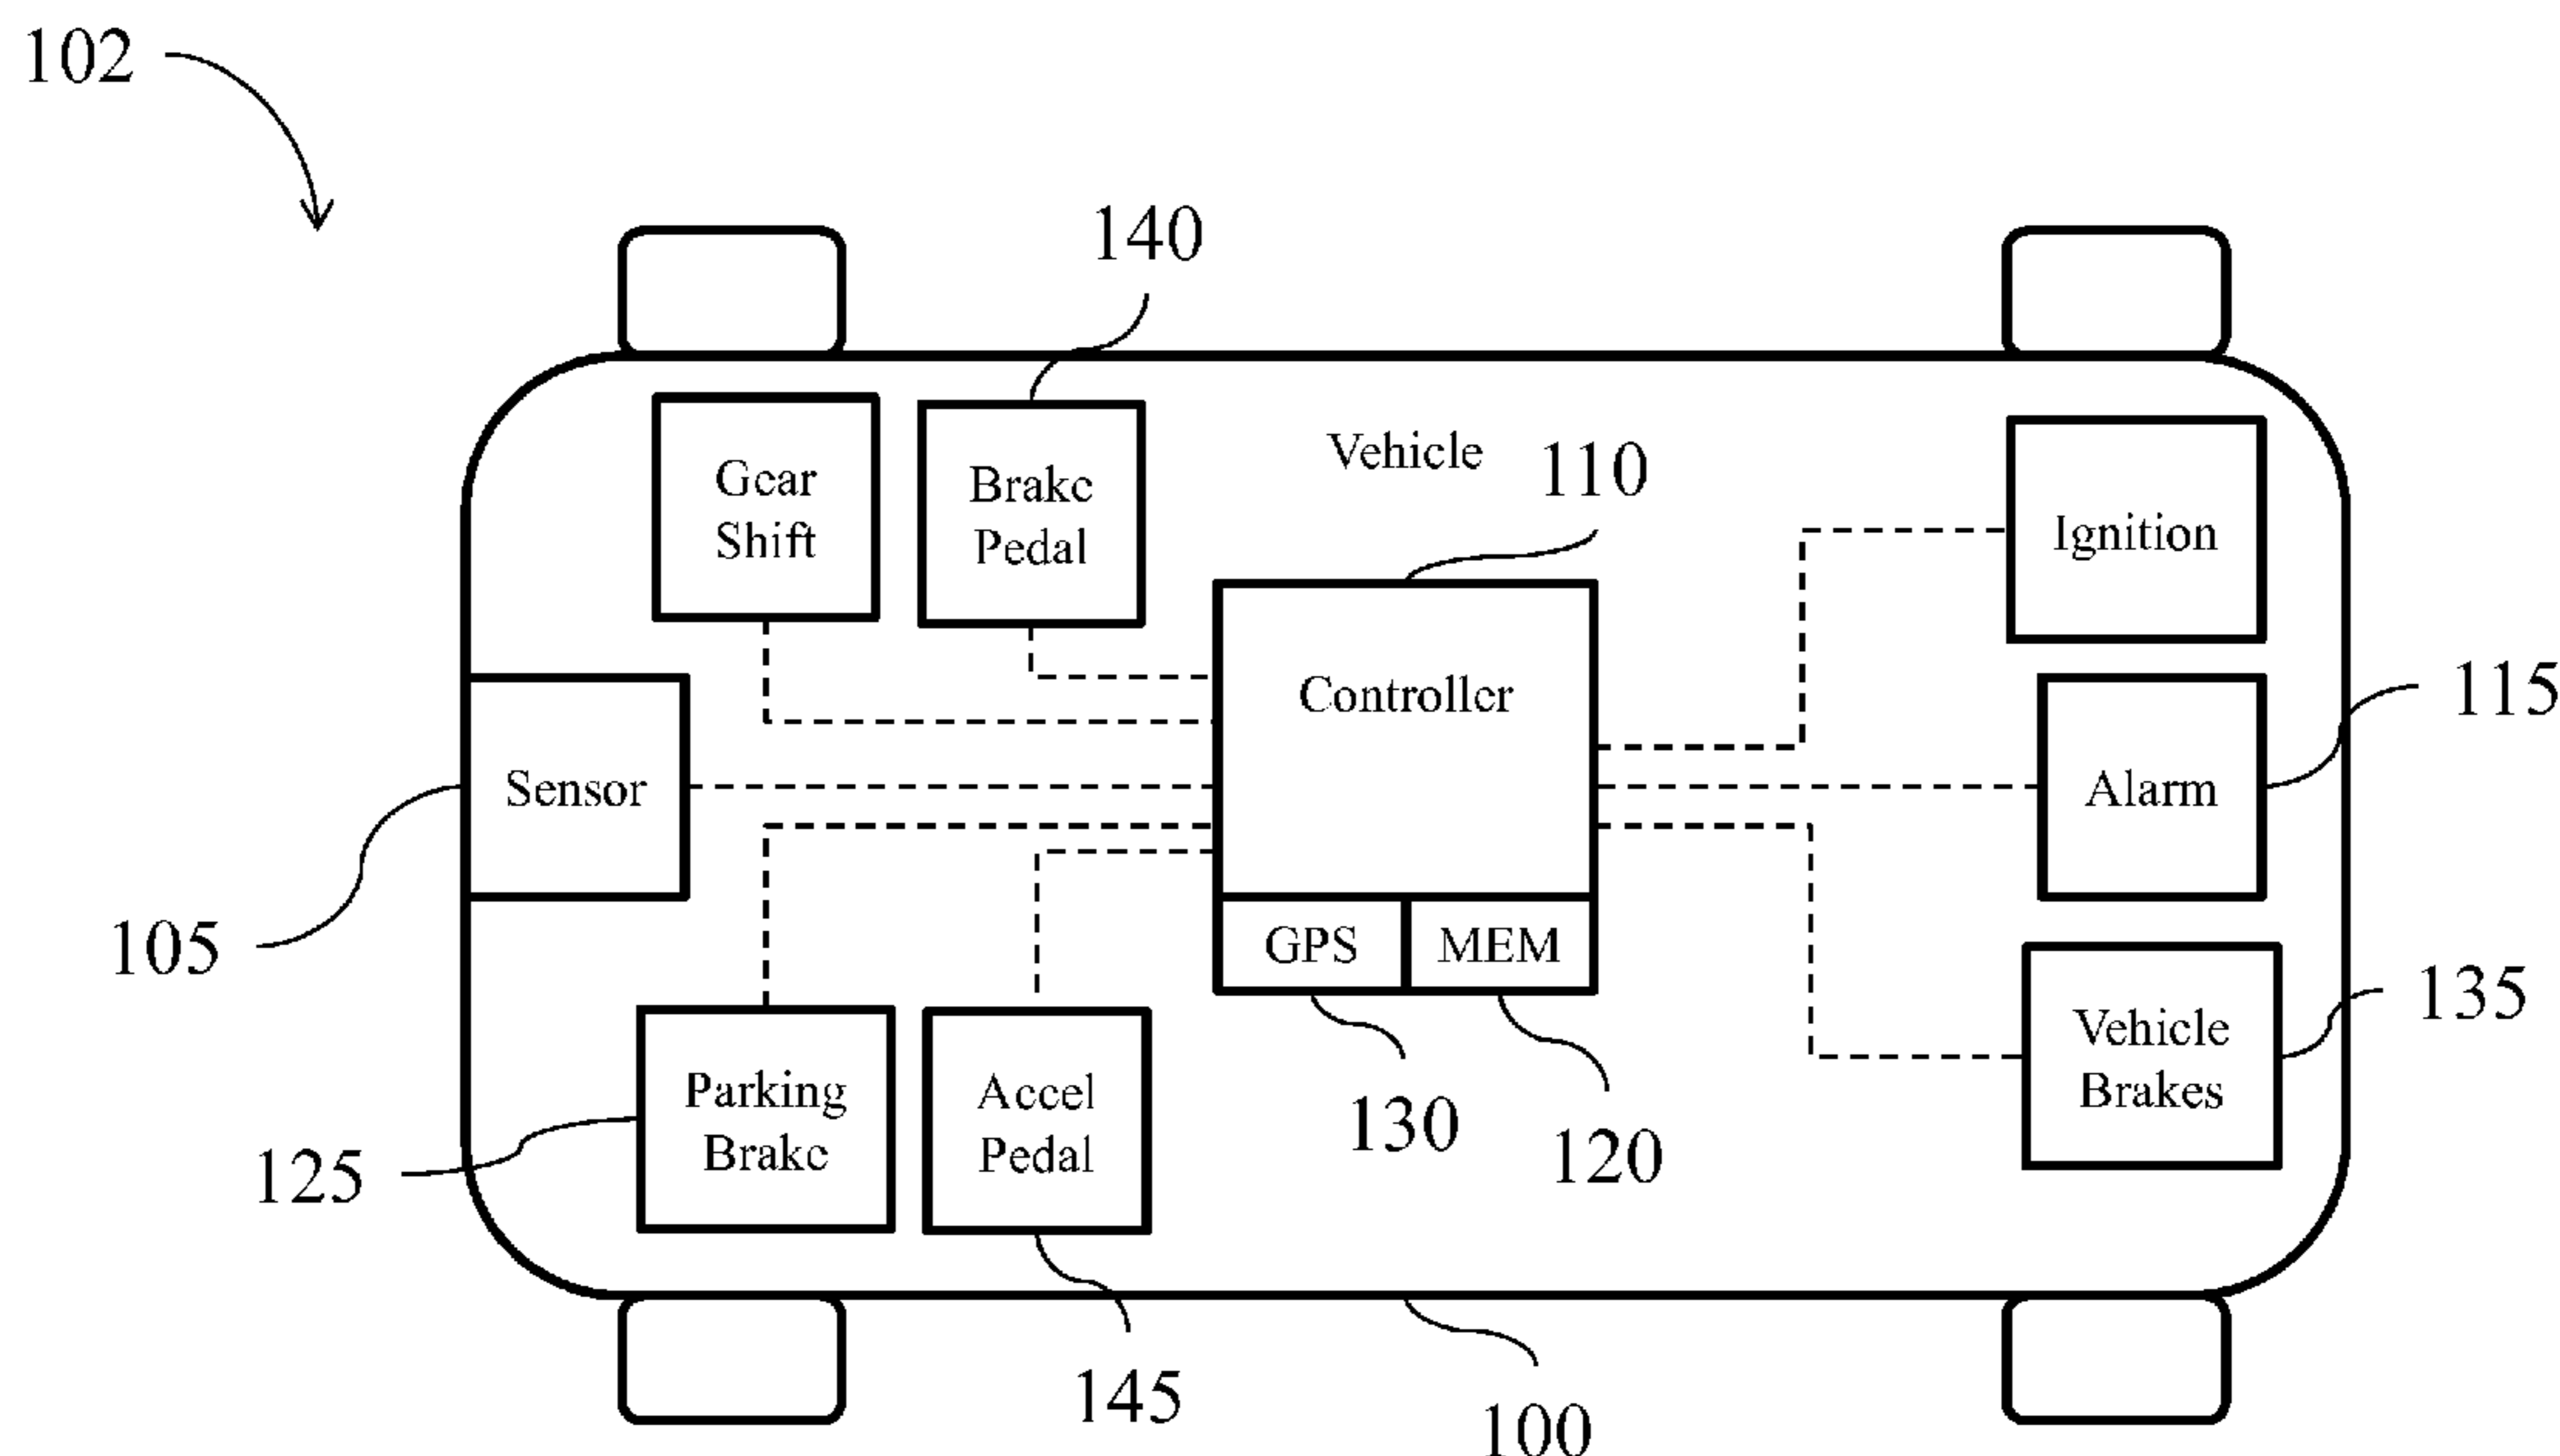 102
140
Vehicle
110
Gear
Shift
Brake
Pedal
Ignition
Controller
115
Sensor
Alarm
105
GPS
MEM
135
Vehicle
Brakes
Parking
Brake
Accel
Pedal
125
130
120
145
100